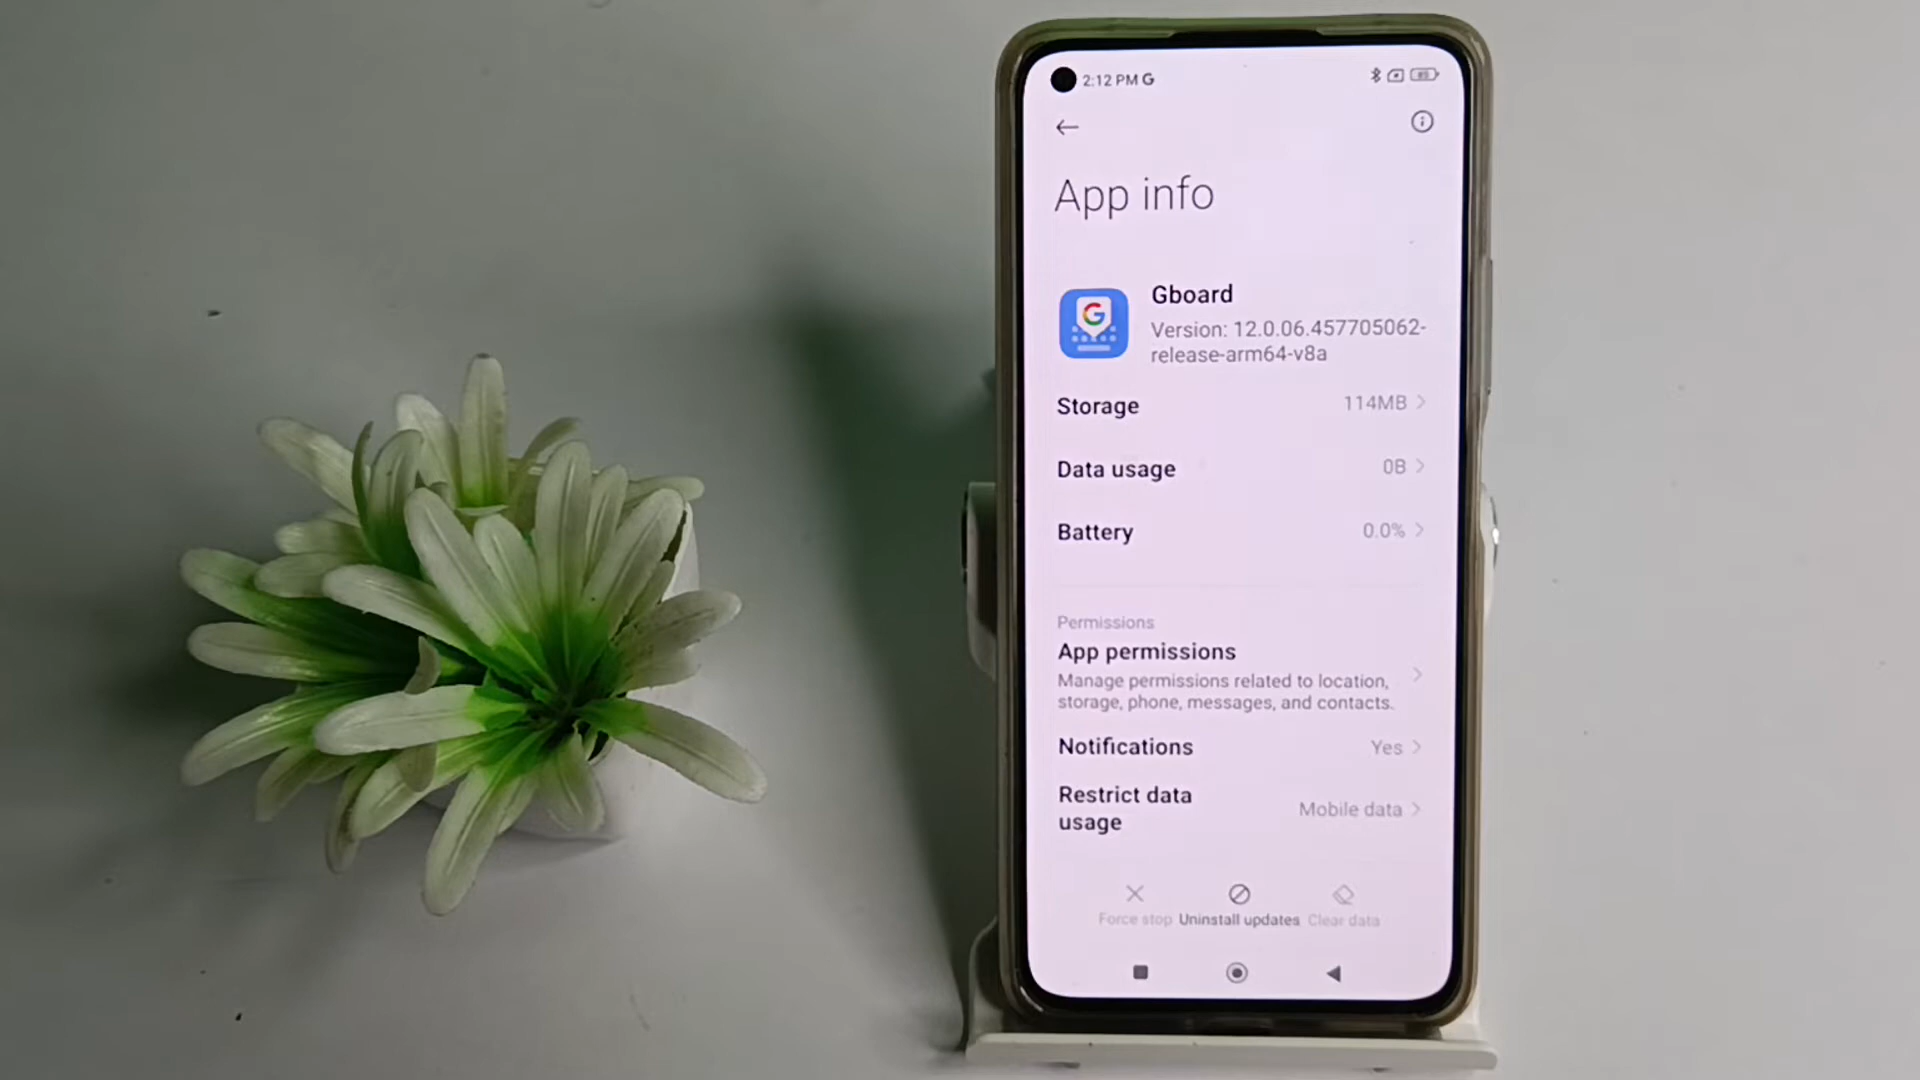 2:12 PM G
App info
Gboard
Version: 12.0.06.457705062-
release-arm64-v8a
Storage 114MB
Data usage 0B
Battery 0.0%
Permissions
App permissions
Manage permissions related to location,
storage, phone, messages, and contacts.
Notifications Yes
Restrict data
usage
Mobile data
Force stop Uninstall updates Clear data